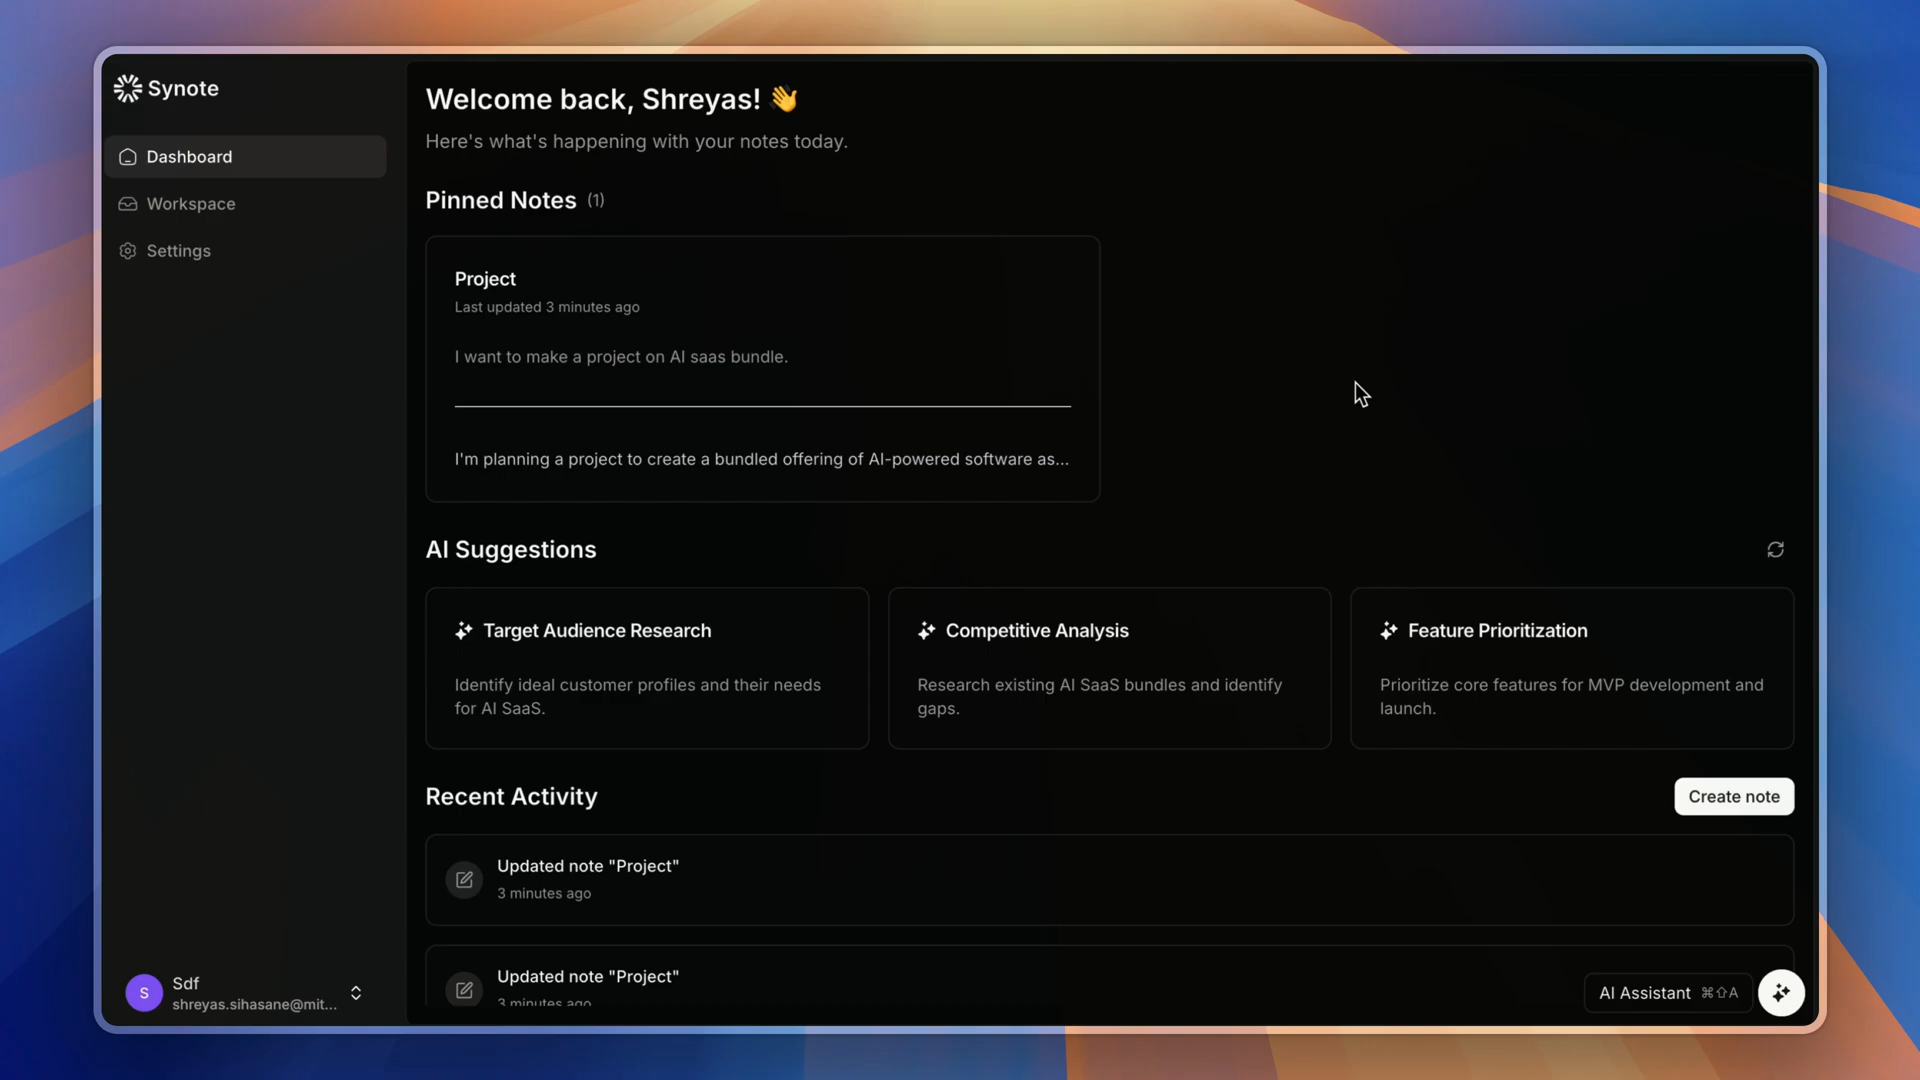 Synote
Dashboard
Workspace
Settings
Welcome back, Shreyas! 👋
Here's what's happening with your notes today.
Pinned Notes (1)
Project
Last updated 3 minutes ago
I want to make a project on AI saas bundle.
I'm planning a project to create a bundled offering of AI-powered software as...
AI Suggestions
Target Audience Research
Identify ideal customer profiles and their needs
for AI SaaS.
Competitive Analysis
Research existing AI SaaS bundles and identify
gaps.
Feature Prioritization
Prioritize core features for MVP development and
launch.
Recent Activity
Create note
Updated note "Project"
3 minutes ago
Updated note "Project"
3 minutes ago
S
Sdf
shreyas.sihasane@mit...
AI Assistant ⌘⇧A